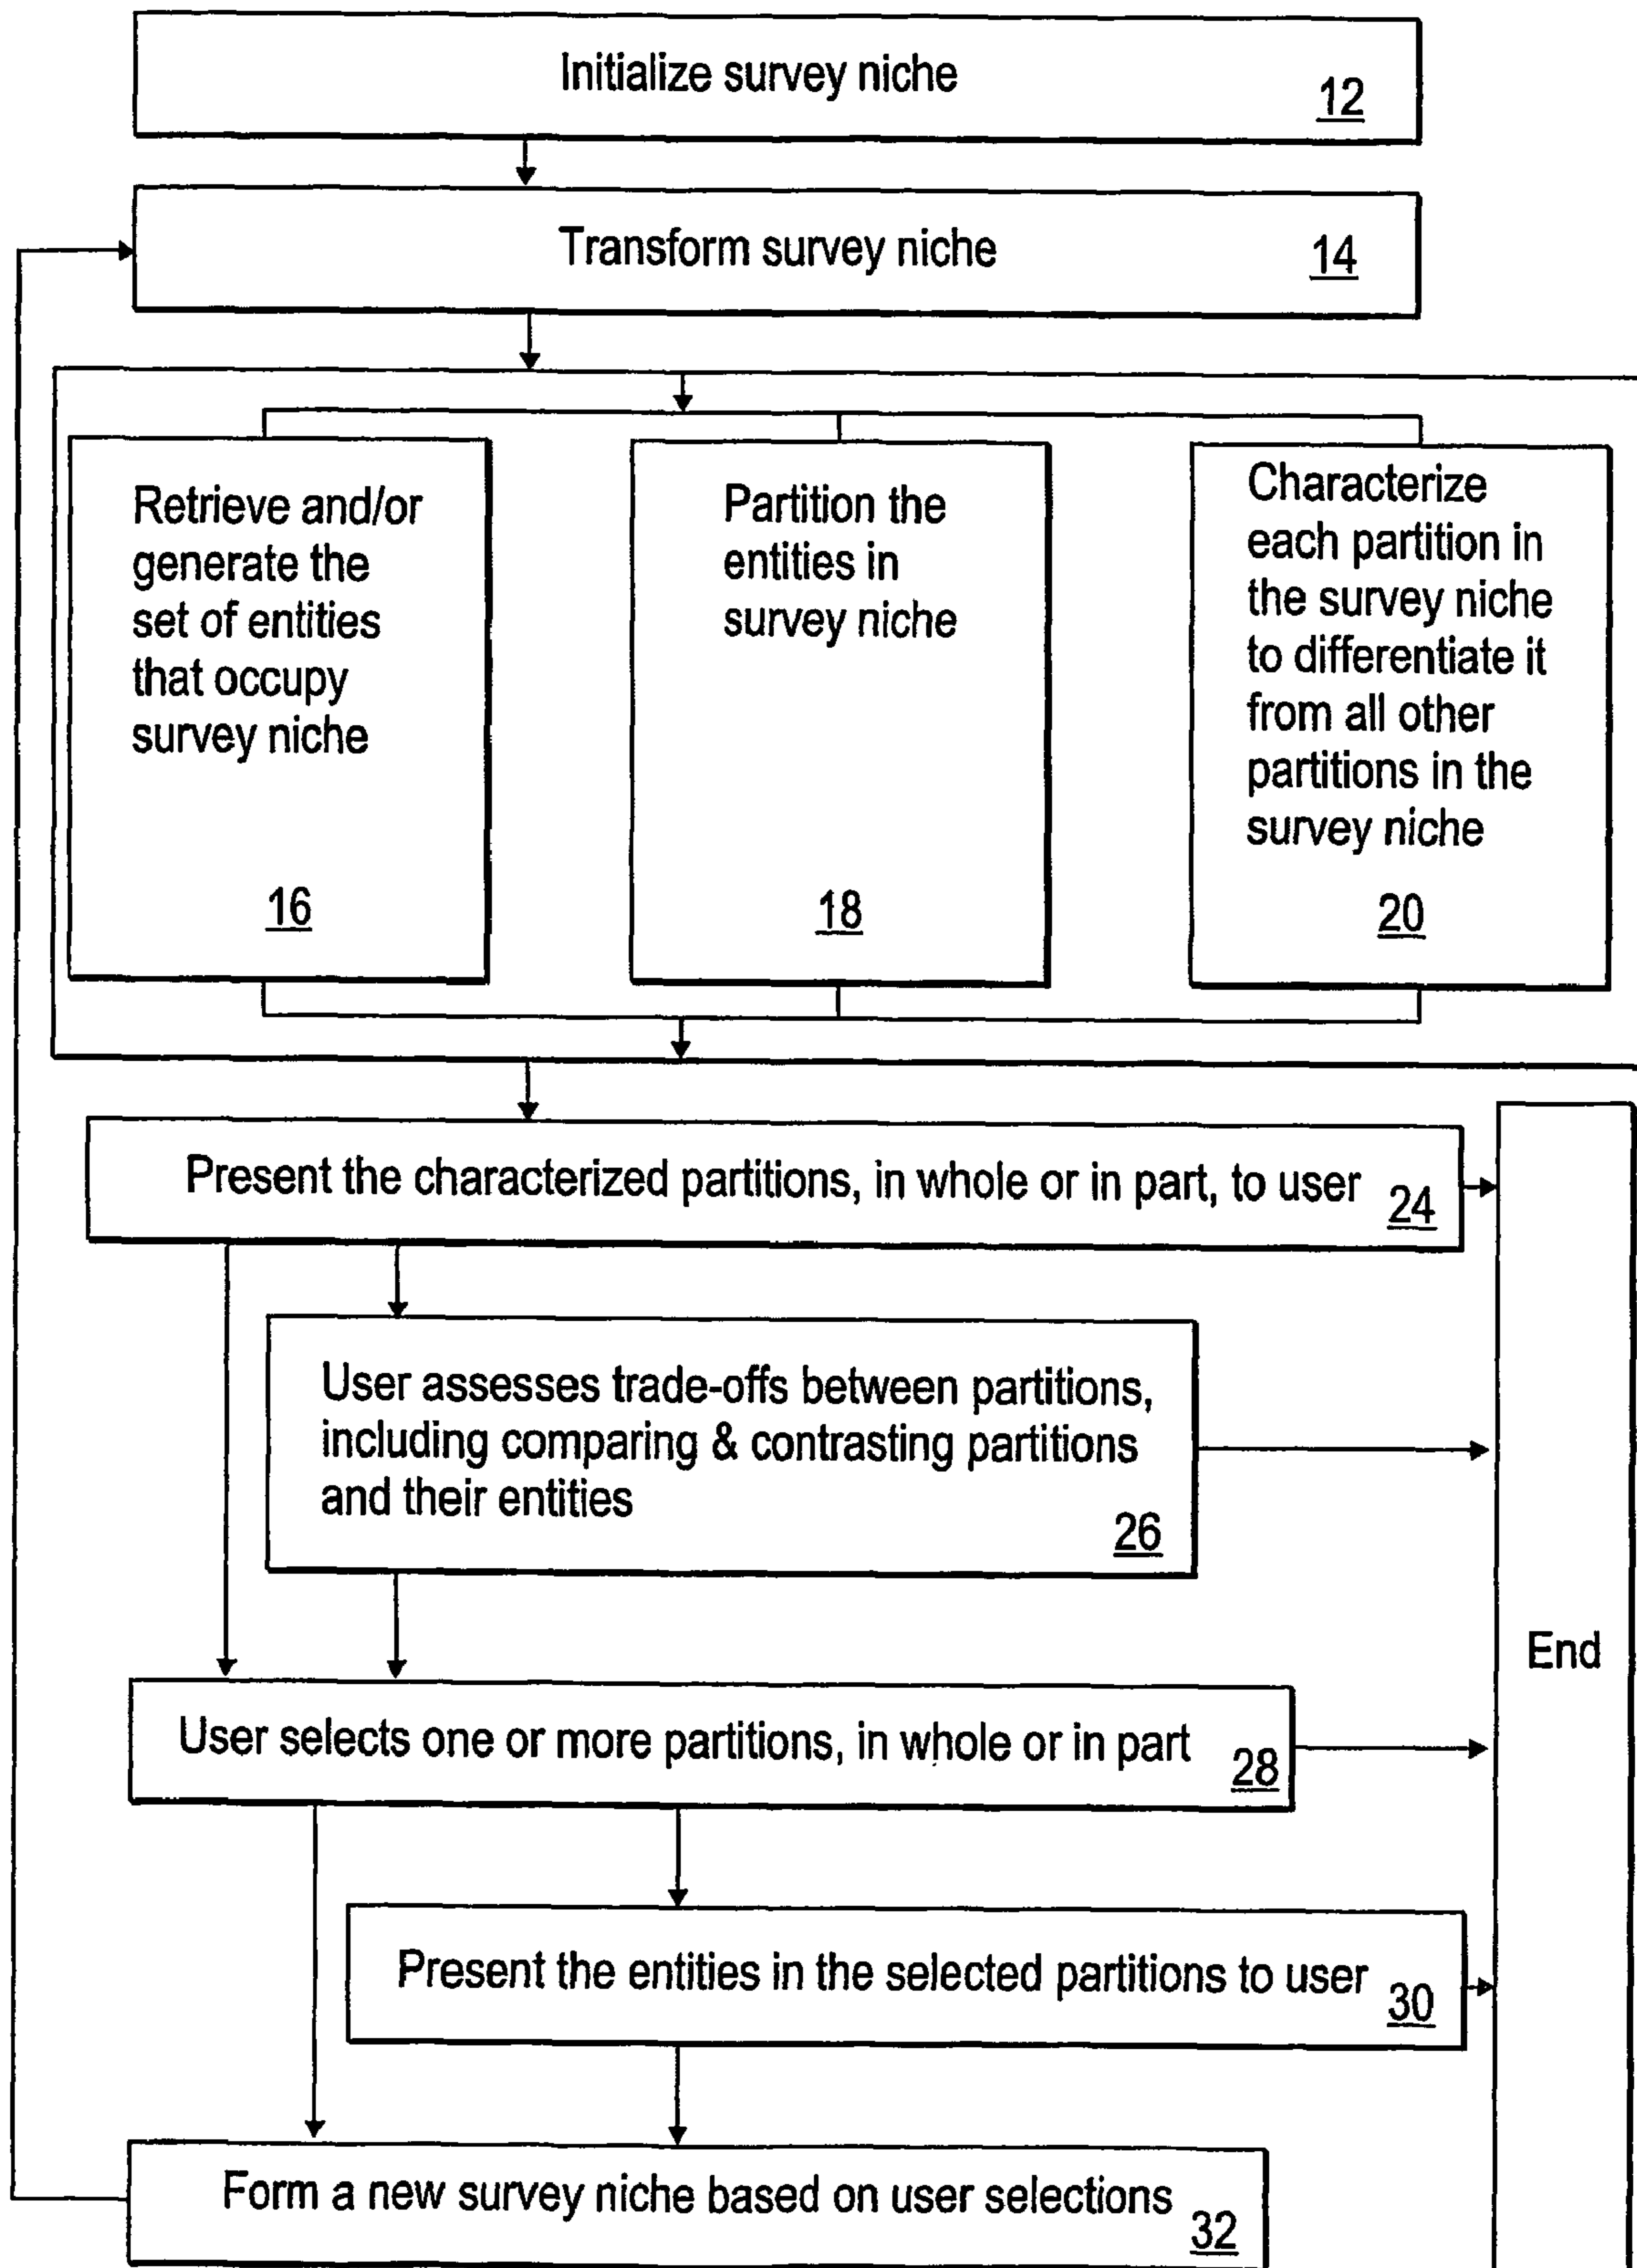 Initialize survey niche
12
Transform survey niche
14
Retrieve and/or
generate the
set of entities
that occupy
survey niche
16
Partition the
entities in
survey niche
18
Characterize
each partition in
the survey niche
to differentiate it
from all other
partitions in the
survey niche
20
Present the characterized partitions, in whole or in part, to user
24
User assesses trade-offs between partitions,
including comparing & contrasting partitions
and their entities
26
End
User selects one or more partitions, in whole or in part
28
Present the entities in the selected partitions to user
30
Form a new survey niche based on user selections
32